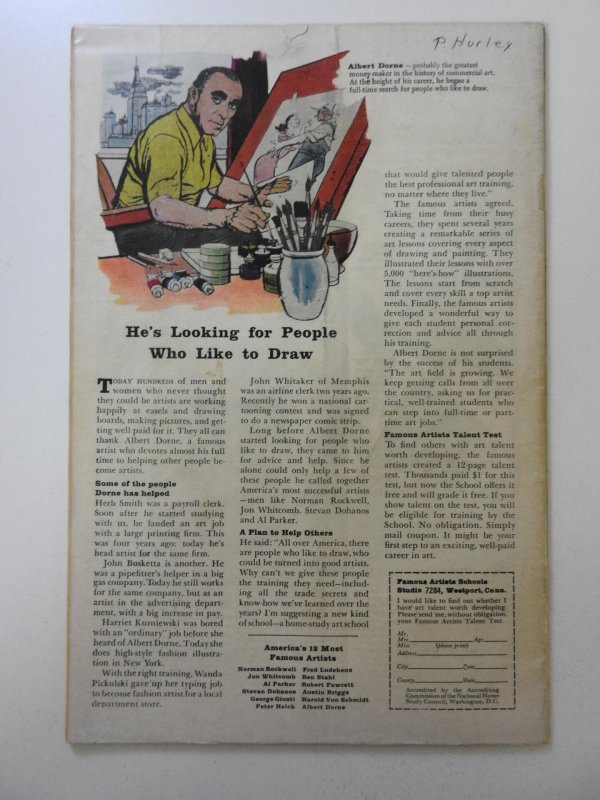 P. Hurley
Albert Dorne — probably the greatest
money maker in the history of commercial art.
At the height of his career, he began a
full-time search for people who like to draw.
He's Looking for People
Who Like to Draw
TODAY HUNDREDS of men and
women who never thought
they could be artists are working
happily at easels and drawing
boards, making pictures, and get-
ting well paid for it. They all can
thank Albert Dorne, a famous
artist who devotes almost his full
time to helping other people be-
come artists.
Some of the people
Dorne has helped
Herb Smith was a payroll clerk.
Soon after he started studying
with us, he landed an art job
with a large printing firm. This
was four years ago: today he's
head artist for the same firm.
John Busketta is another. He
was a pipefitter's helper in a big
gas company. Today he still works
for the same company, but as an
artist in the advertising depart-
ment, with a big increase in pay.
Harriet Kuzniewski was bored
with an "ordinary" job before she
heard of Albert Dorne. Today she
does high-style fashion illustra-
tion in New York.
With the right training, Wanda
Pickulski gave up her typing job
to become fashion artist for a local
department store.
John Whitaker of Memphis
was an airline clerk two years ago.
Recently he won a national car-
tooning contest and was signed
to do a newspaper comic strip.
Long before Albert Dorne
started looking for people who
like to draw, they came to him
for advice and help. Since he
alone could only help a few of
these people he called together
America's most successful artists
—men like Norman Rockwell,
Jon Whitcomb, Stevan Dohanos
and Al Parker.
A Plan to Help Others
He said: "All over America, there
are people who like to draw, who
could be turned into good artists.
Why can't we give these people
the training they need—includ-
ing all the trade secrets and
know-how we've learned over the
years? I'm suggesting a new kind
of school—a home-study art school
America's 12 Most
Famous Artists
Norman Rockwell Fred Ludekens
Jon Whitcomb Ben Stahl
Al Parker Robert Fawcett
Stevan Dohanos Austin Briggs
George Giusti Harold Von Schmidt
Peter Helck Albert Dorne
that would give talented people
the best professional art training,
no matter where they live."
The famous artists agreed.
Taking time from their busy
careers, they spent several years
creating a remarkable series of
art lessons covering every aspect
of drawing and painting. They
illustrated their lessons with over
5,000 "here's-how" illustrations.
The lessons start from scratch
and cover every skill a top artist
needs. Finally, the famous artists
developed a wonderful way to
give each student personal cor-
rection and advice all through
his training.
Albert Dorne is not surprised
by the success of his students.
"The art field is growing. We
keep getting calls from all over
the country, asking us for prac-
tical, well-trained students who
can step into full-time or part-
time art jobs."
Famous Artists Talent Test
To find others with art talent
worth developing, the famous
artists created a 12-page talent
test. Thousands paid $1 for this
test, but now the School offers it
free and will grade it free. If you
show talent on the test, you will
be eligible for training by the
School. No obligation. Simply
mail coupon. It might be your
first step to an exciting, well-paid
career in art.
Famous Artists Schools
Studio 7284, Westport, Conn.
I would like to find out whether I
have art talent worth developing.
Please send me, without obligation,
your Famous Artists Talent Test.
Mr.
Mrs. Age
Miss (please print)
Address
City Zone
County State
Accredited by the Accrediting
Commission of the National Home
Study Council, Washington, D.C.